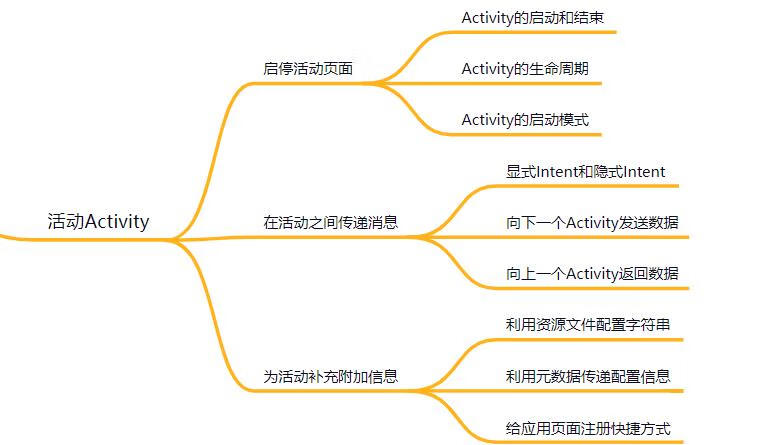 活动Activity
启停活动页面
Activity的启动和结束
Activity的生命周期
Activity的启动模式
在活动之间传递消息
显式Intent和隐式Intent
向下一个Activity发送数据
向上一个Activity返回数据
为活动补充附加信息
利用资源文件配置字符串
利用元数据传递配置信息
给应用页面注册快捷方式